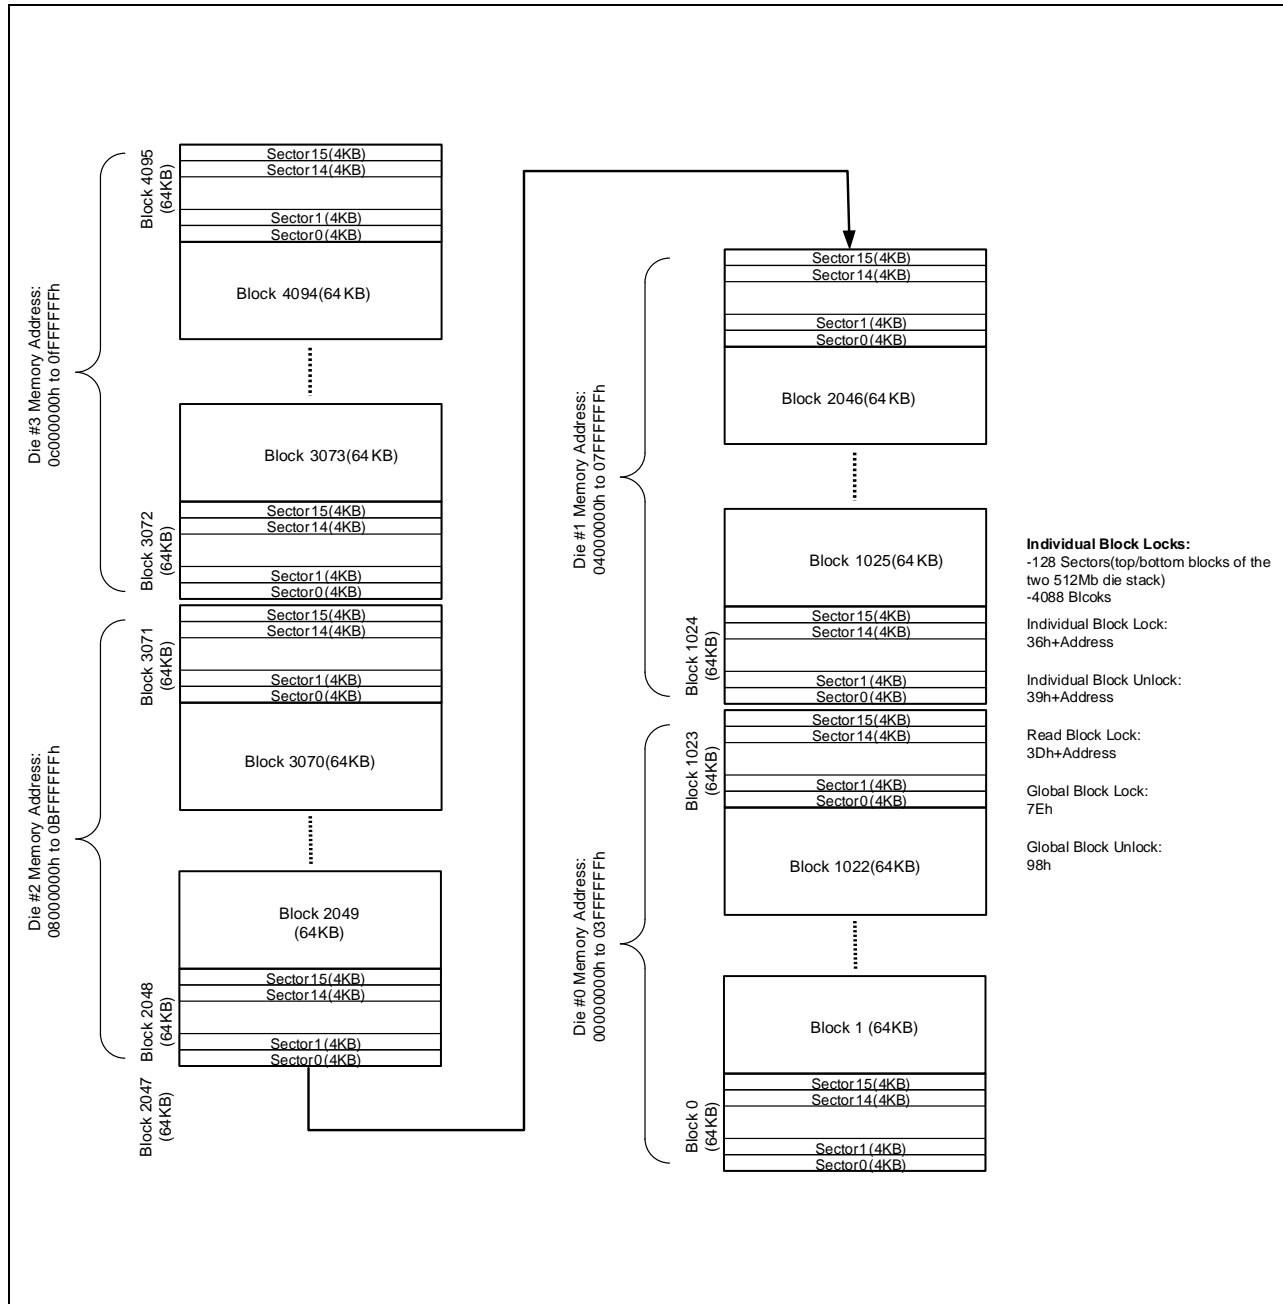 Die #3 Memory Address:
0c000000h to 0fFFFFFFh
Block 4095
(64KB)
Sector15(4KB)
Sector14(4KB)
Sector1(4KB)
Sector0(4KB)
Block 4094(64KB)
Block 3073(64KB)
Block 3072
(64KB)
Sector15(4KB)
Sector14(4KB)
Sector1(4KB)
Sector0(4KB)
Die #2 Memory Address:
08000000h to 0BFFFFFFh
Block 3071
(64KB)
Sector15(4KB)
Sector14(4KB)
Sector1(4KB)
Sector0(4KB)
Block 3070(64KB)
Block 2049
(64KB)
Block 2048
(64KB)
Sector15(4KB)
Sector14(4KB)
Sector1(4KB)
Sector0(4KB)
Block 2047
(64KB)
Die #1 Memory Address:
04000000h to 07FFFFFFh
Sector15(4KB)
Sector14(4KB)
Sector1(4KB)
Sector0(4KB)
Block 2046(64KB)
Block 1025(64KB)
Block 1024
(64KB)
Sector15(4KB)
Sector14(4KB)
Sector1(4KB)
Sector0(4KB)
Die #0 Memory Address:
00000000h to 03FFFFFFh
Block 1023
(64KB)
Sector15(4KB)
Sector14(4KB)
Sector1(4KB)
Sector0(4KB)
Block 1022(64KB)
Block 1 (64KB)
Block 0
(64KB)
Sector15(4KB)
Sector14(4KB)
Sector1(4KB)
Sector0(4KB)
Individual Block Locks:
-128 Sectors(top/bottom blocks of the
two 512Mb die stack)
-4088 Blcoks
Individual Block Lock:
36h+Address
Individual Block Unlock:
39h+Address
Read Block Lock:
3Dh+Address
Global Block Lock:
7Eh
Global Block Unlock:
98h